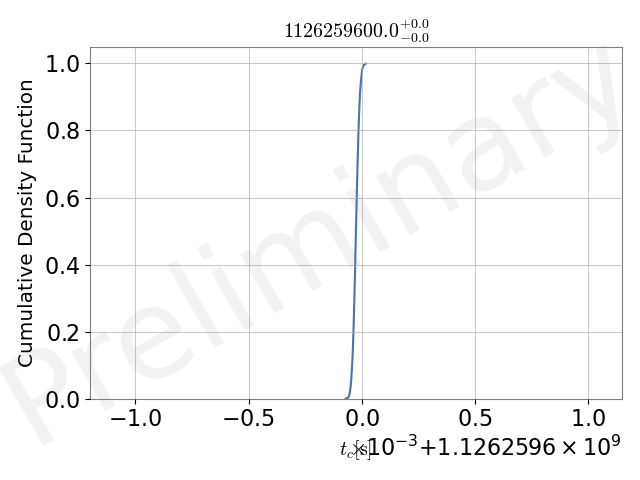 1126259600.0^{+0.0}_{-0.0}
Cumulative Density Function
1.0
0.8
0.6
0.4
0.2
0.0
−1.0 −0.5 0.0 0.5 1.0
t_c[s]
×10^{−3}+1.1262596 × 10^9
Preliminary